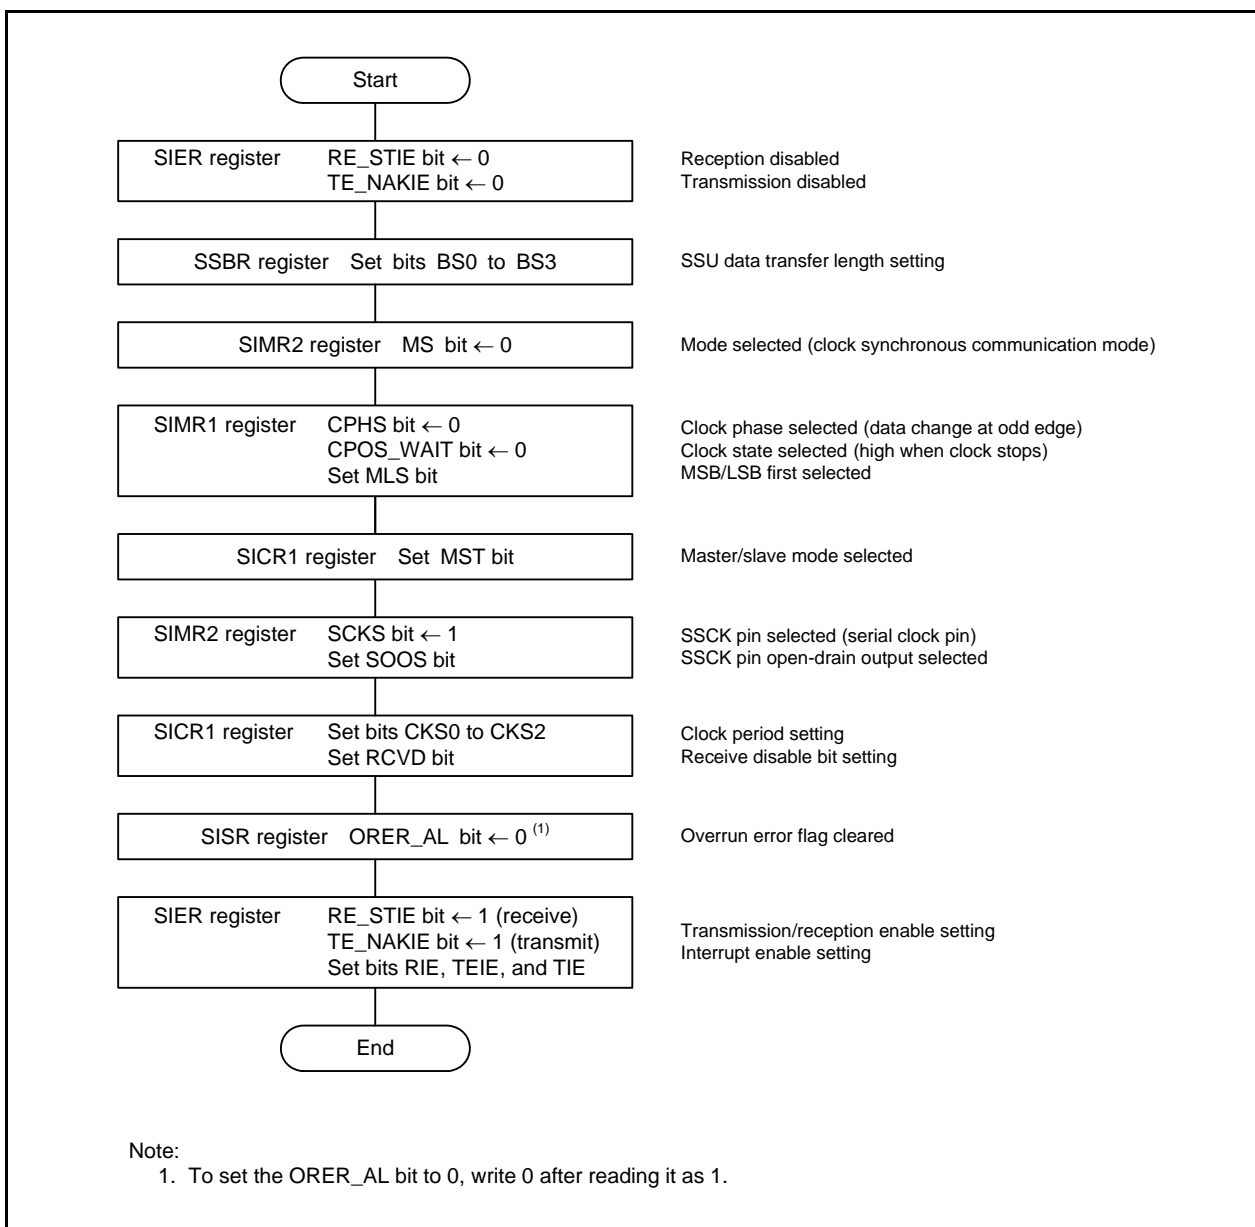 Start
SIER register RE_STIE bit ← 0 Reception disabled
TE_NAKIE bit ← 0 Transmission disabled
SSBR register Set bits BS0 to BS3 SSU data transfer length setting
SIMR2 register MS bit ← 0 Mode selected (clock synchronous communication mode)
SIMR1 register CPHS bit ← 0 Clock phase selected (data change at odd edge)
CPOS_WAIT bit ← 0 Clock state selected (high when clock stops)
Set MLS bit MSB/LSB first selected
SICR1 register Set MST bit Master/slave mode selected
SIMR2 register SCKS bit ← 1 SSCK pin selected (serial clock pin)
Set SOOS bit SSCK pin open-drain output selected
SICR1 register Set bits CKS0 to CKS2 Clock period setting
Set RCVD bit Receive disable bit setting
SISR register ORER_AL bit ← 0 (1) Overrun error flag cleared
SIER register RE_STIE bit ← 1 (receive)
TE_NAKIE bit ← 1 (transmit) Transmission/reception enable setting
Set bits RIE, TEIE, and TIE Interrupt enable setting
End
Note:
1. To set the ORER_AL bit to 0, write 0 after reading it as 1.